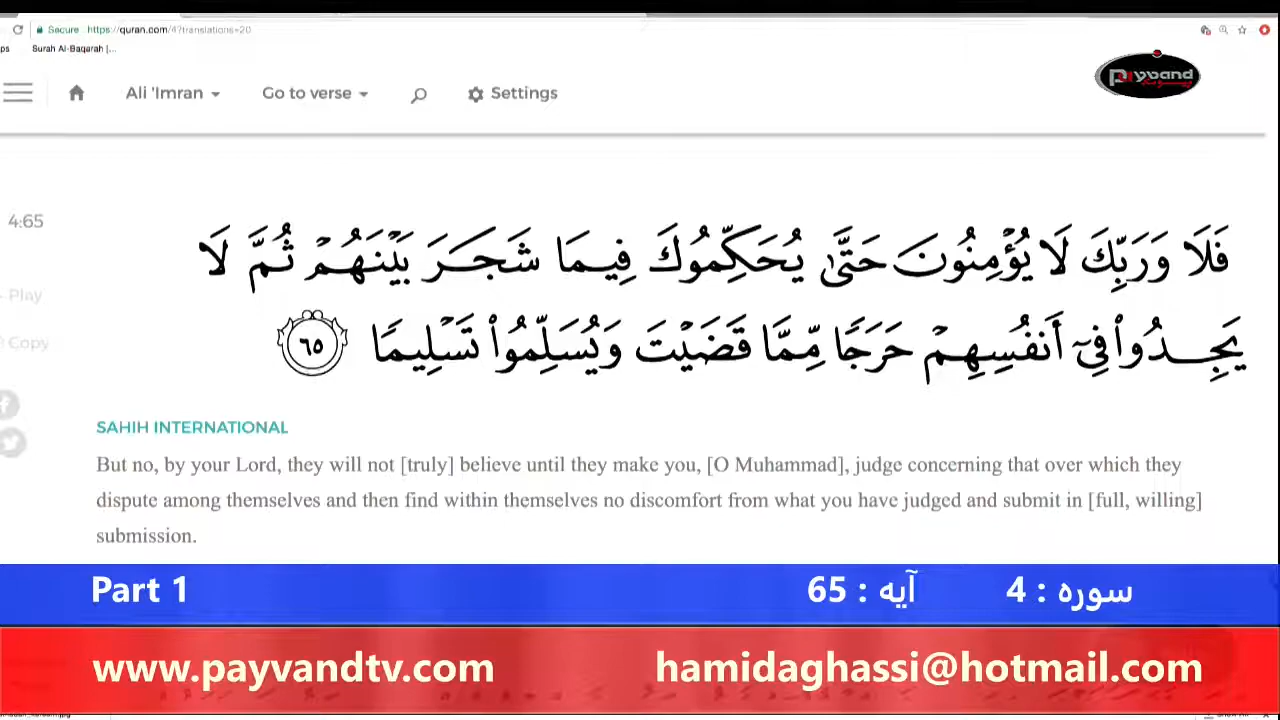 Secure https://quran.com/4?translations=20
ps Surah Al-Baqarah |...
Ali 'Imran Go to verse Settings
Payvand
4:65
فَلَا وَرَبِّكَ لَا يُؤْمِنُونَ حَتَّىٰ يُحَكِّمُوكَ فِيمَا شَجَرَ بَيْنَهُمْ ثُمَّ لَا
يَجِدُوا۟ فِىٓ أَنفُسِهِمْ حَرَجًا مِّمَّا قَضَيْتَ وَيُسَلِّمُوا۟ تَسْلِيمًا ٦٥
Play
Copy
SAHIH INTERNATIONAL
But no, by your Lord, they will not [truly] believe until they make you, [O Muhammad], judge concerning that over which they
dispute among themselves and then find within themselves no discomfort from what you have judged and submit in [full, willing]
submission.
Part 1 سوره : 4 آیه : 65
www.payvandtv.com hamidaghassi@hotmail.com